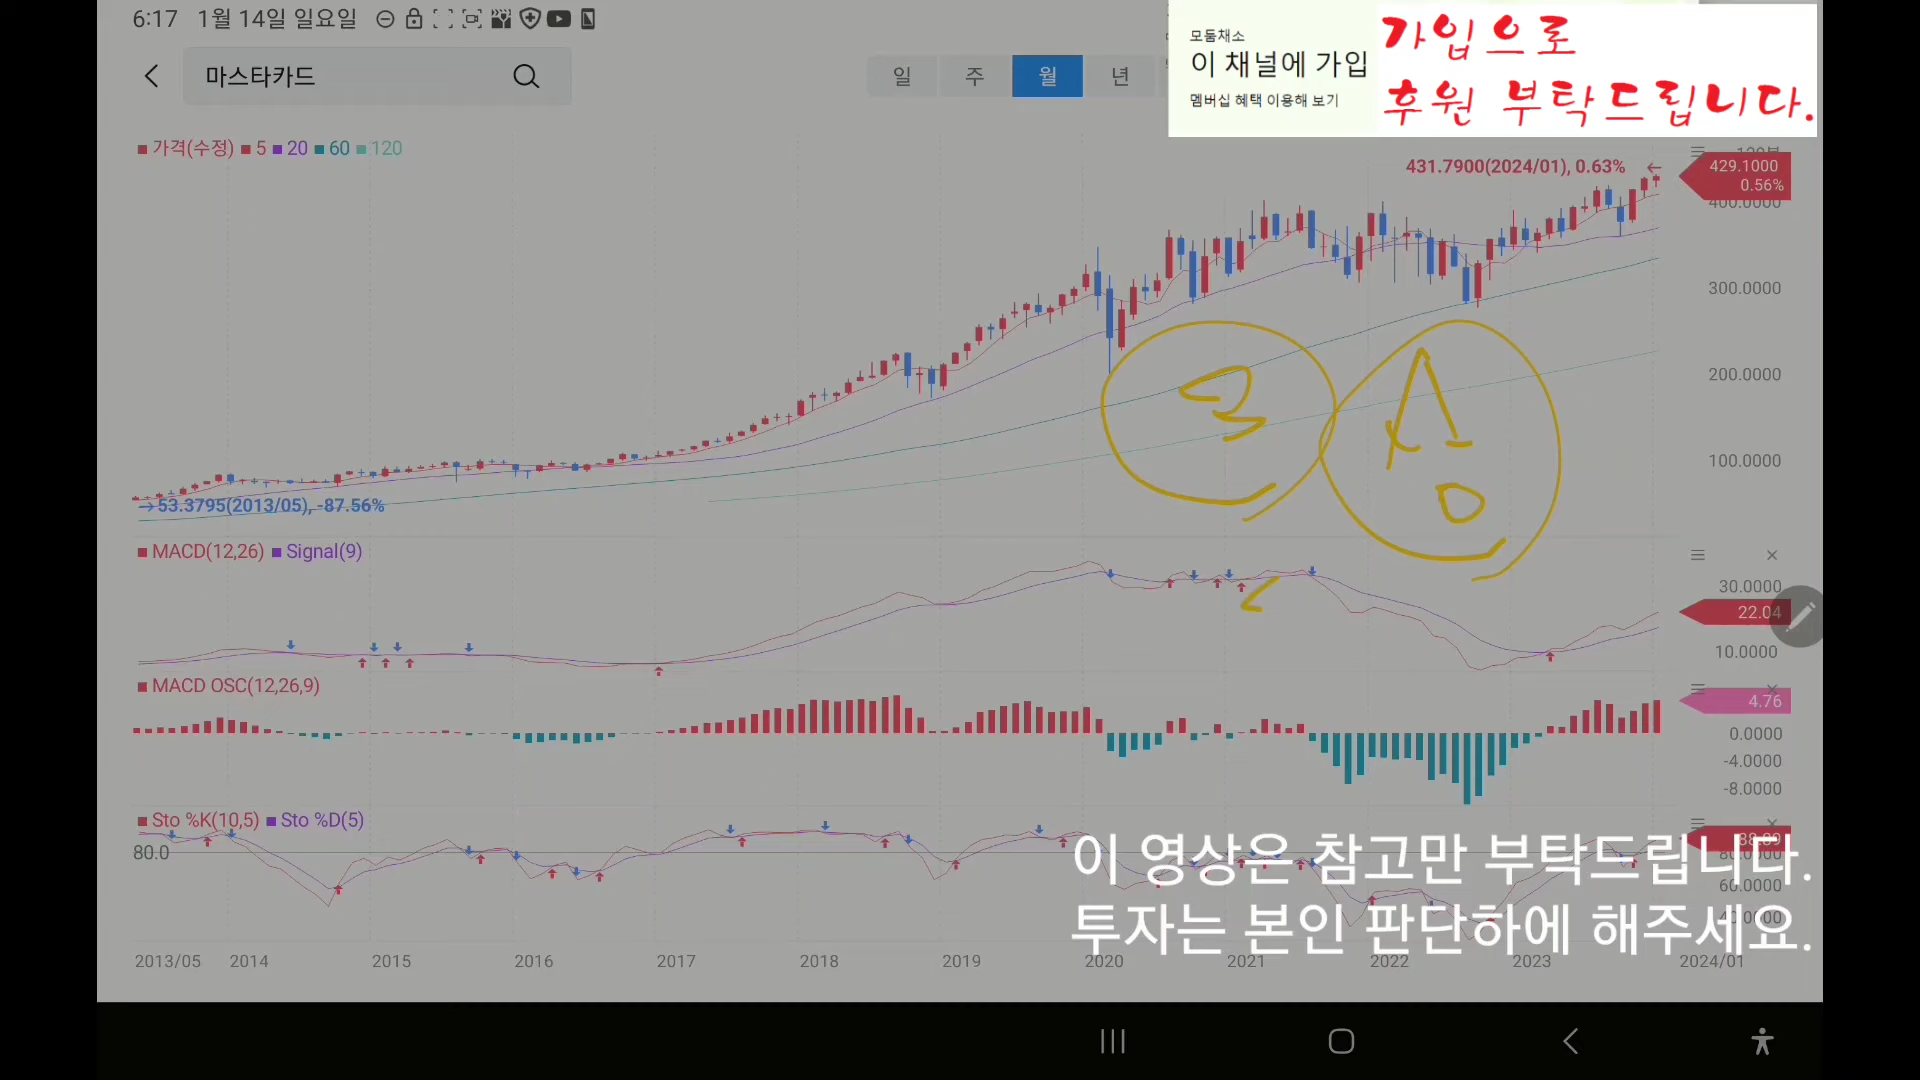 6:17 1월 14일 일요일
마스타카드
일 주 월 년
모둠채소
이 채널에 가입
멤버십 혜택 이용해 보기
가입으로
후원 부탁드립니다.
가격(수정) 5 20 60 120
431.7900(2024/01), 0.63%
429.1000
0.56%
400.0000
300.0000
200.0000
100.0000
53.3795(2013/05), -87.56%
MACD(12,26) Signal(9)
30.0000
22.04
10.0000
MACD OSC(12,26,9)
4.76
0.0000
-4.0000
-8.0000
Sto %K(10,5) Sto %D(5)
80.0
80.0000
60.0000
40.0000
이 영상은 참고만 부탁드립니다.
투자는 본인 판단하에 해주세요.
2013/05 2014 2015 2016 2017 2018 2019 2020 2021 2022 2023 2024/01